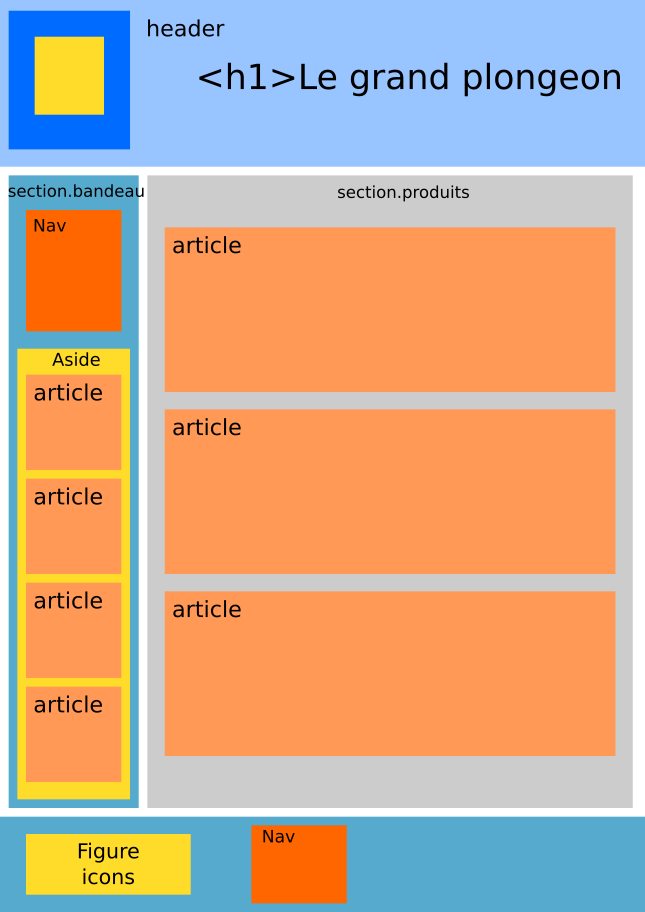 header
<h1>Le grand plongeon
section.bandeau
Nav
Aside
article
article
article
article
section.produits
article
article
article
Figure
icons
Nav